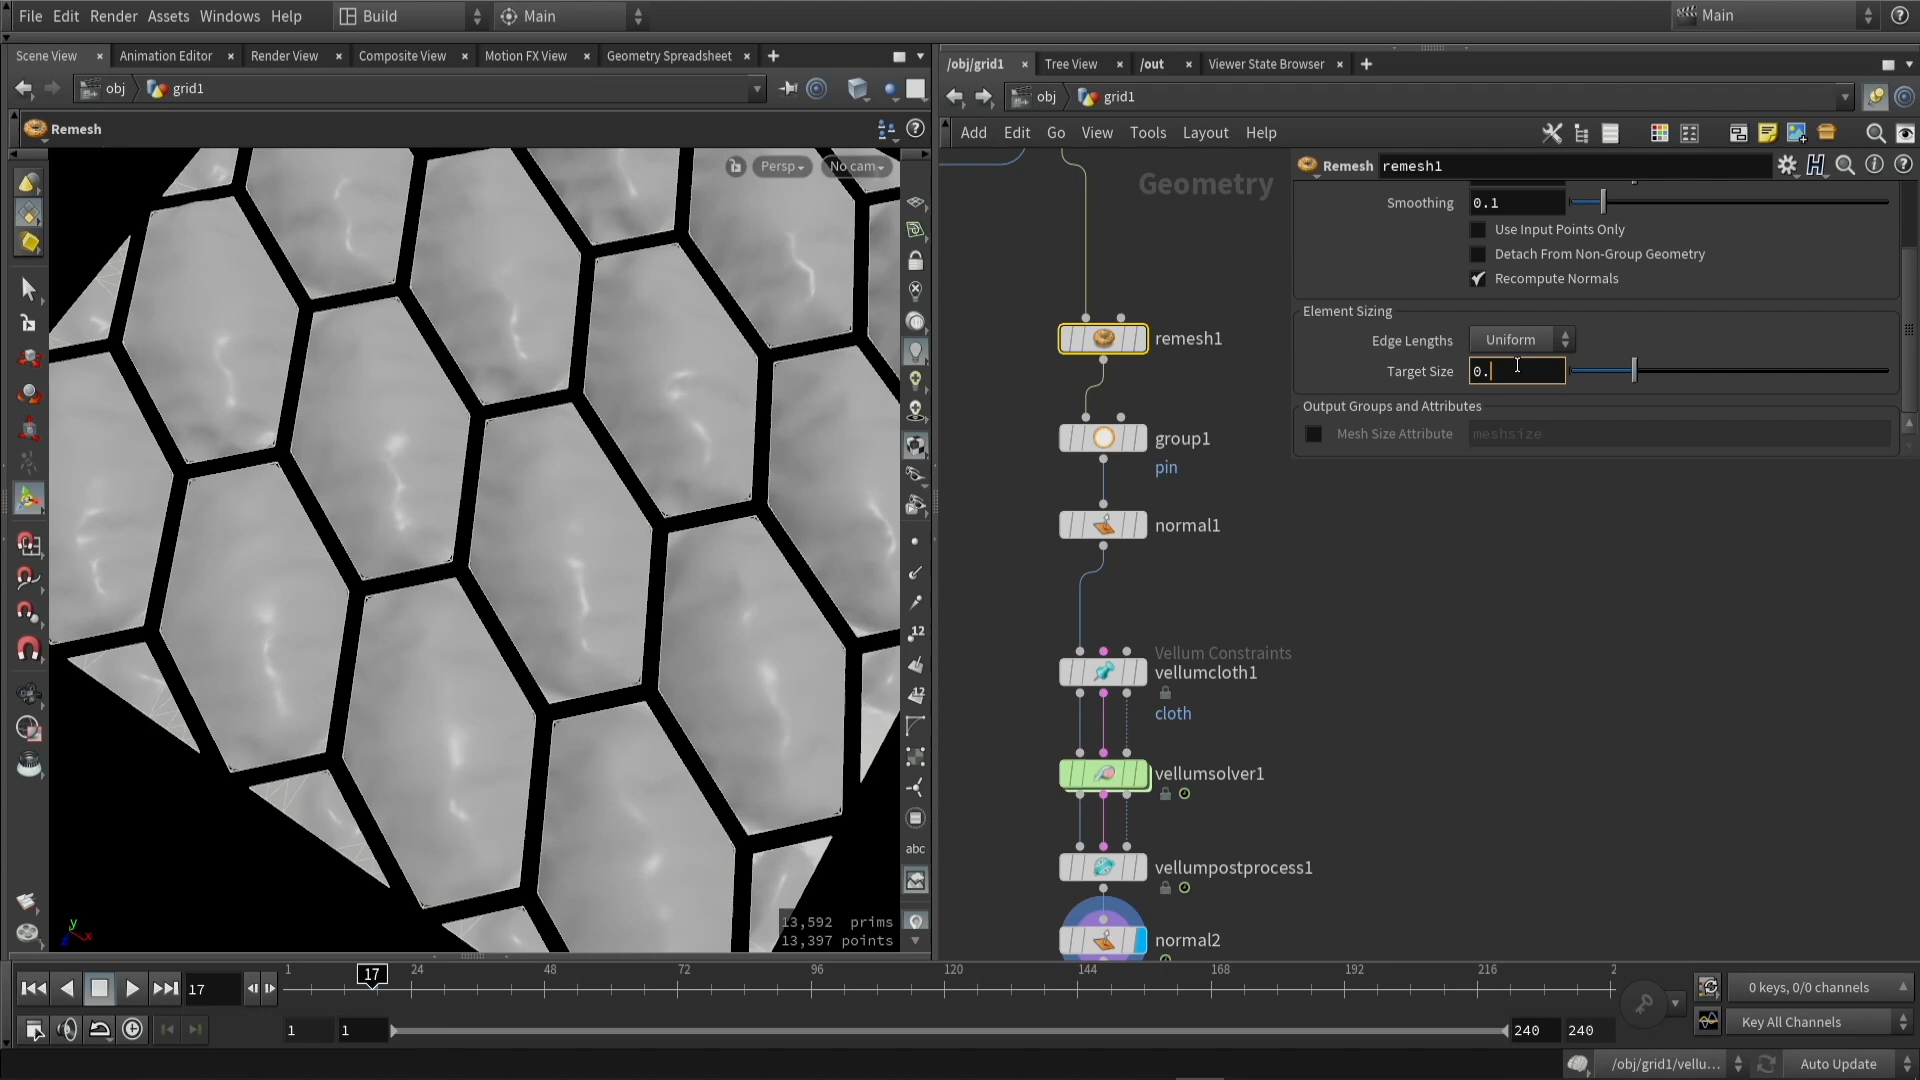 File Edit Render Assets Windows Help Build Main Main
Scene View Animation Editor Render View Composite View Motion FX View Geometry Spreadsheet
obj grid1
Remesh
Persp No cam
12
12
abc
y
x
z
13,592 prims
13,397 points
/obj/grid1 Tree View /out Viewer State Browser
obj grid1
Add Edit Go View Tools Layout Help
Geometry
Remesh remesh1
Smoothing 0.1
Use Input Points Only
Detach From Non-Group Geometry
Recompute Normals
Element Sizing
Edge Lengths Uniform
Target Size 0.
Output Groups and Attributes
Mesh Size Attribute meshsize
remesh1
group1
pin
normal1
Vellum Constraints
vellumcloth1
cloth
vellumsolver1
vellumpostprocess1
normal2
17
1 17 24 48 72 96 120 144 168 192 216 2
1 1 240 240
0 keys, 0/0 channels
Key All Channels
/obj/grid1/vellu... Auto Update